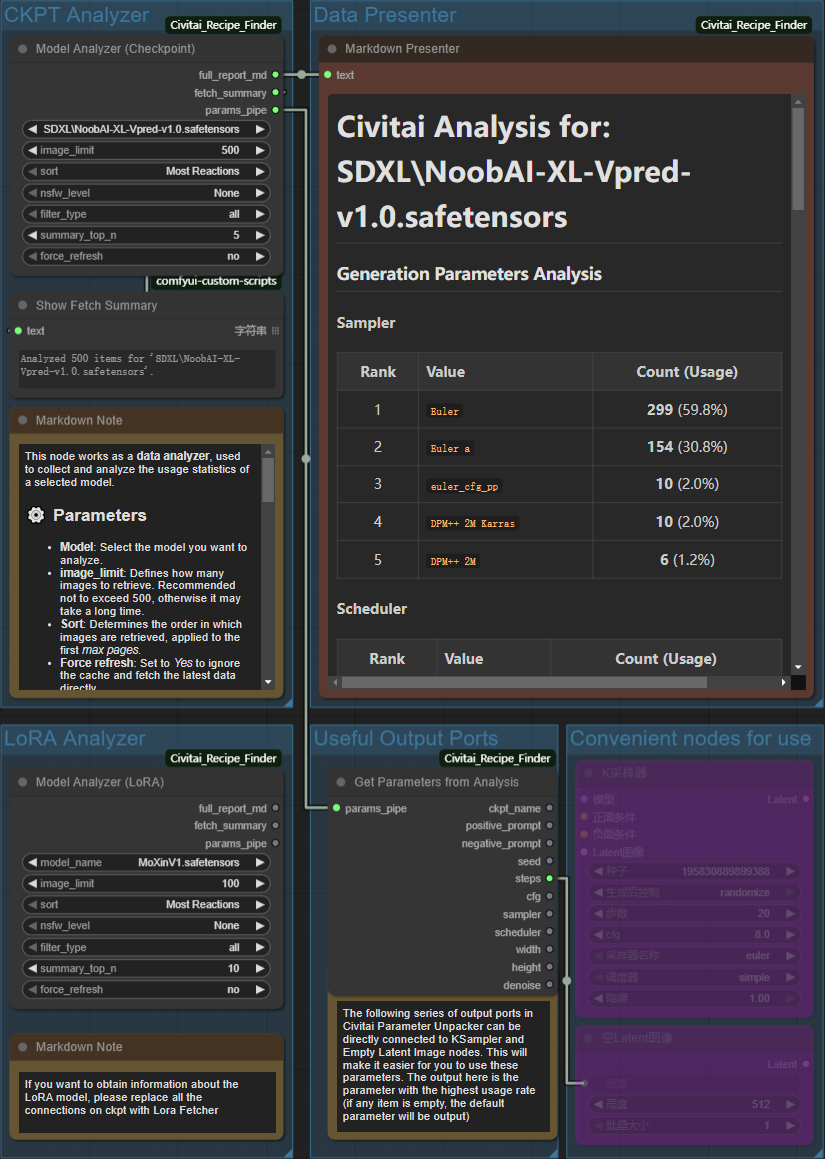 CKPT Analyzer
Civitai_Recipe_Finder
Model Analyzer (Checkpoint)
full_report_md
fetch_summary
params_pipe
SDXL\NoobAI-XL-Vpred-v1.0.safetensors
image_limit 500
sort Most Reactions
nsfw_level None
filter_type all
summary_top_n 5
force_refresh no
comfyui-custom-scripts
Show Fetch Summary
text 字符串
Analyzed 500 items for 'SDXL\NoobAI-XL-
Vpred-v1.0.safetensors'.
Markdown Note
This node works as a data analyzer, used
to collect and analyze the usage statistics of
a selected model.
⚙ Parameters
• Model: Select the model you want to
analyze.
• image_limit: Defines how many
images to retrieve. Recommended
not to exceed 500, otherwise it may
take a long time.
• Sort: Determines the order in which
images are retrieved, applied to the
first max pages.
• Force refresh: Set to Yes to ignore
the cache and fetch the latest data
directly
Data Presenter
Civitai_Recipe_Finder
Markdown Presenter
text
Civitai Analysis for:
SDXL\NoobAI-XL-Vpred-
v1.0.safetensors
Generation Parameters Analysis
Sampler
Rank Value Count (Usage)
1 Euler 299 (59.8%)
2 Euler a 154 (30.8%)
3 euler_cfg_pp 10 (2.0%)
4 DPM++ 2M Karras 10 (2.0%)
5 DPM++ 2M 6 (1.2%)
Scheduler
Rank Value Count (Usage)
LoRA Analyzer
Civitai_Recipe_Finder
Model Analyzer (LoRA)
full_report_md
fetch_summary
params_pipe
model_name MoXinV1.safetensors
image_limit 100
sort Most Reactions
nsfw_level None
filter_type all
summary_top_n 10
force_refresh no
Markdown Note
If you want to obtain information about the
LoRA model, please replace all the
connections on ckpt with Lora Fetcher
Useful Output Ports
Civitai_Recipe_Finder
Get Parameters from Analysis
params_pipe ckpt_name
positive_prompt
negative_prompt
seed
steps
cfg
sampler
scheduler
width
height
denoise
The following series of output ports in
Civitai Parameter Unpacker can be
directly connected to KSampler and
Empty Latent Image nodes. This will
make it easier for you to use these
parameters. The output here is the
parameter with the highest usage rate
(if any item is empty, the default
parameter will be output)
Convenient nodes for use
K采样器
模型 Latent
正面条件
负面条件
Latent图像
种子 195830889899388
生成后控制 randomize
步数 20
cfg 8.0
采样器名称 euler
调度器 simple
降噪 1.00
空Latent图像
Latent
高度 512
批量大小 1